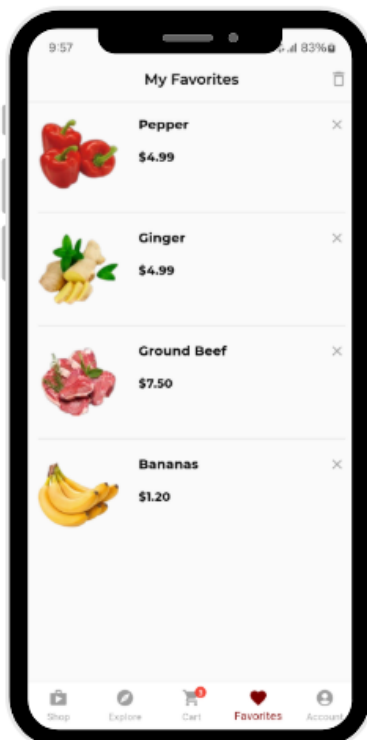 9:57
83%
My Favorites
Pepper
$4.99
Ginger
$4.99
Ground Beef
$7.50
Bananas
$1.20
3
Shop
Explore
Cart
Favorites
Account